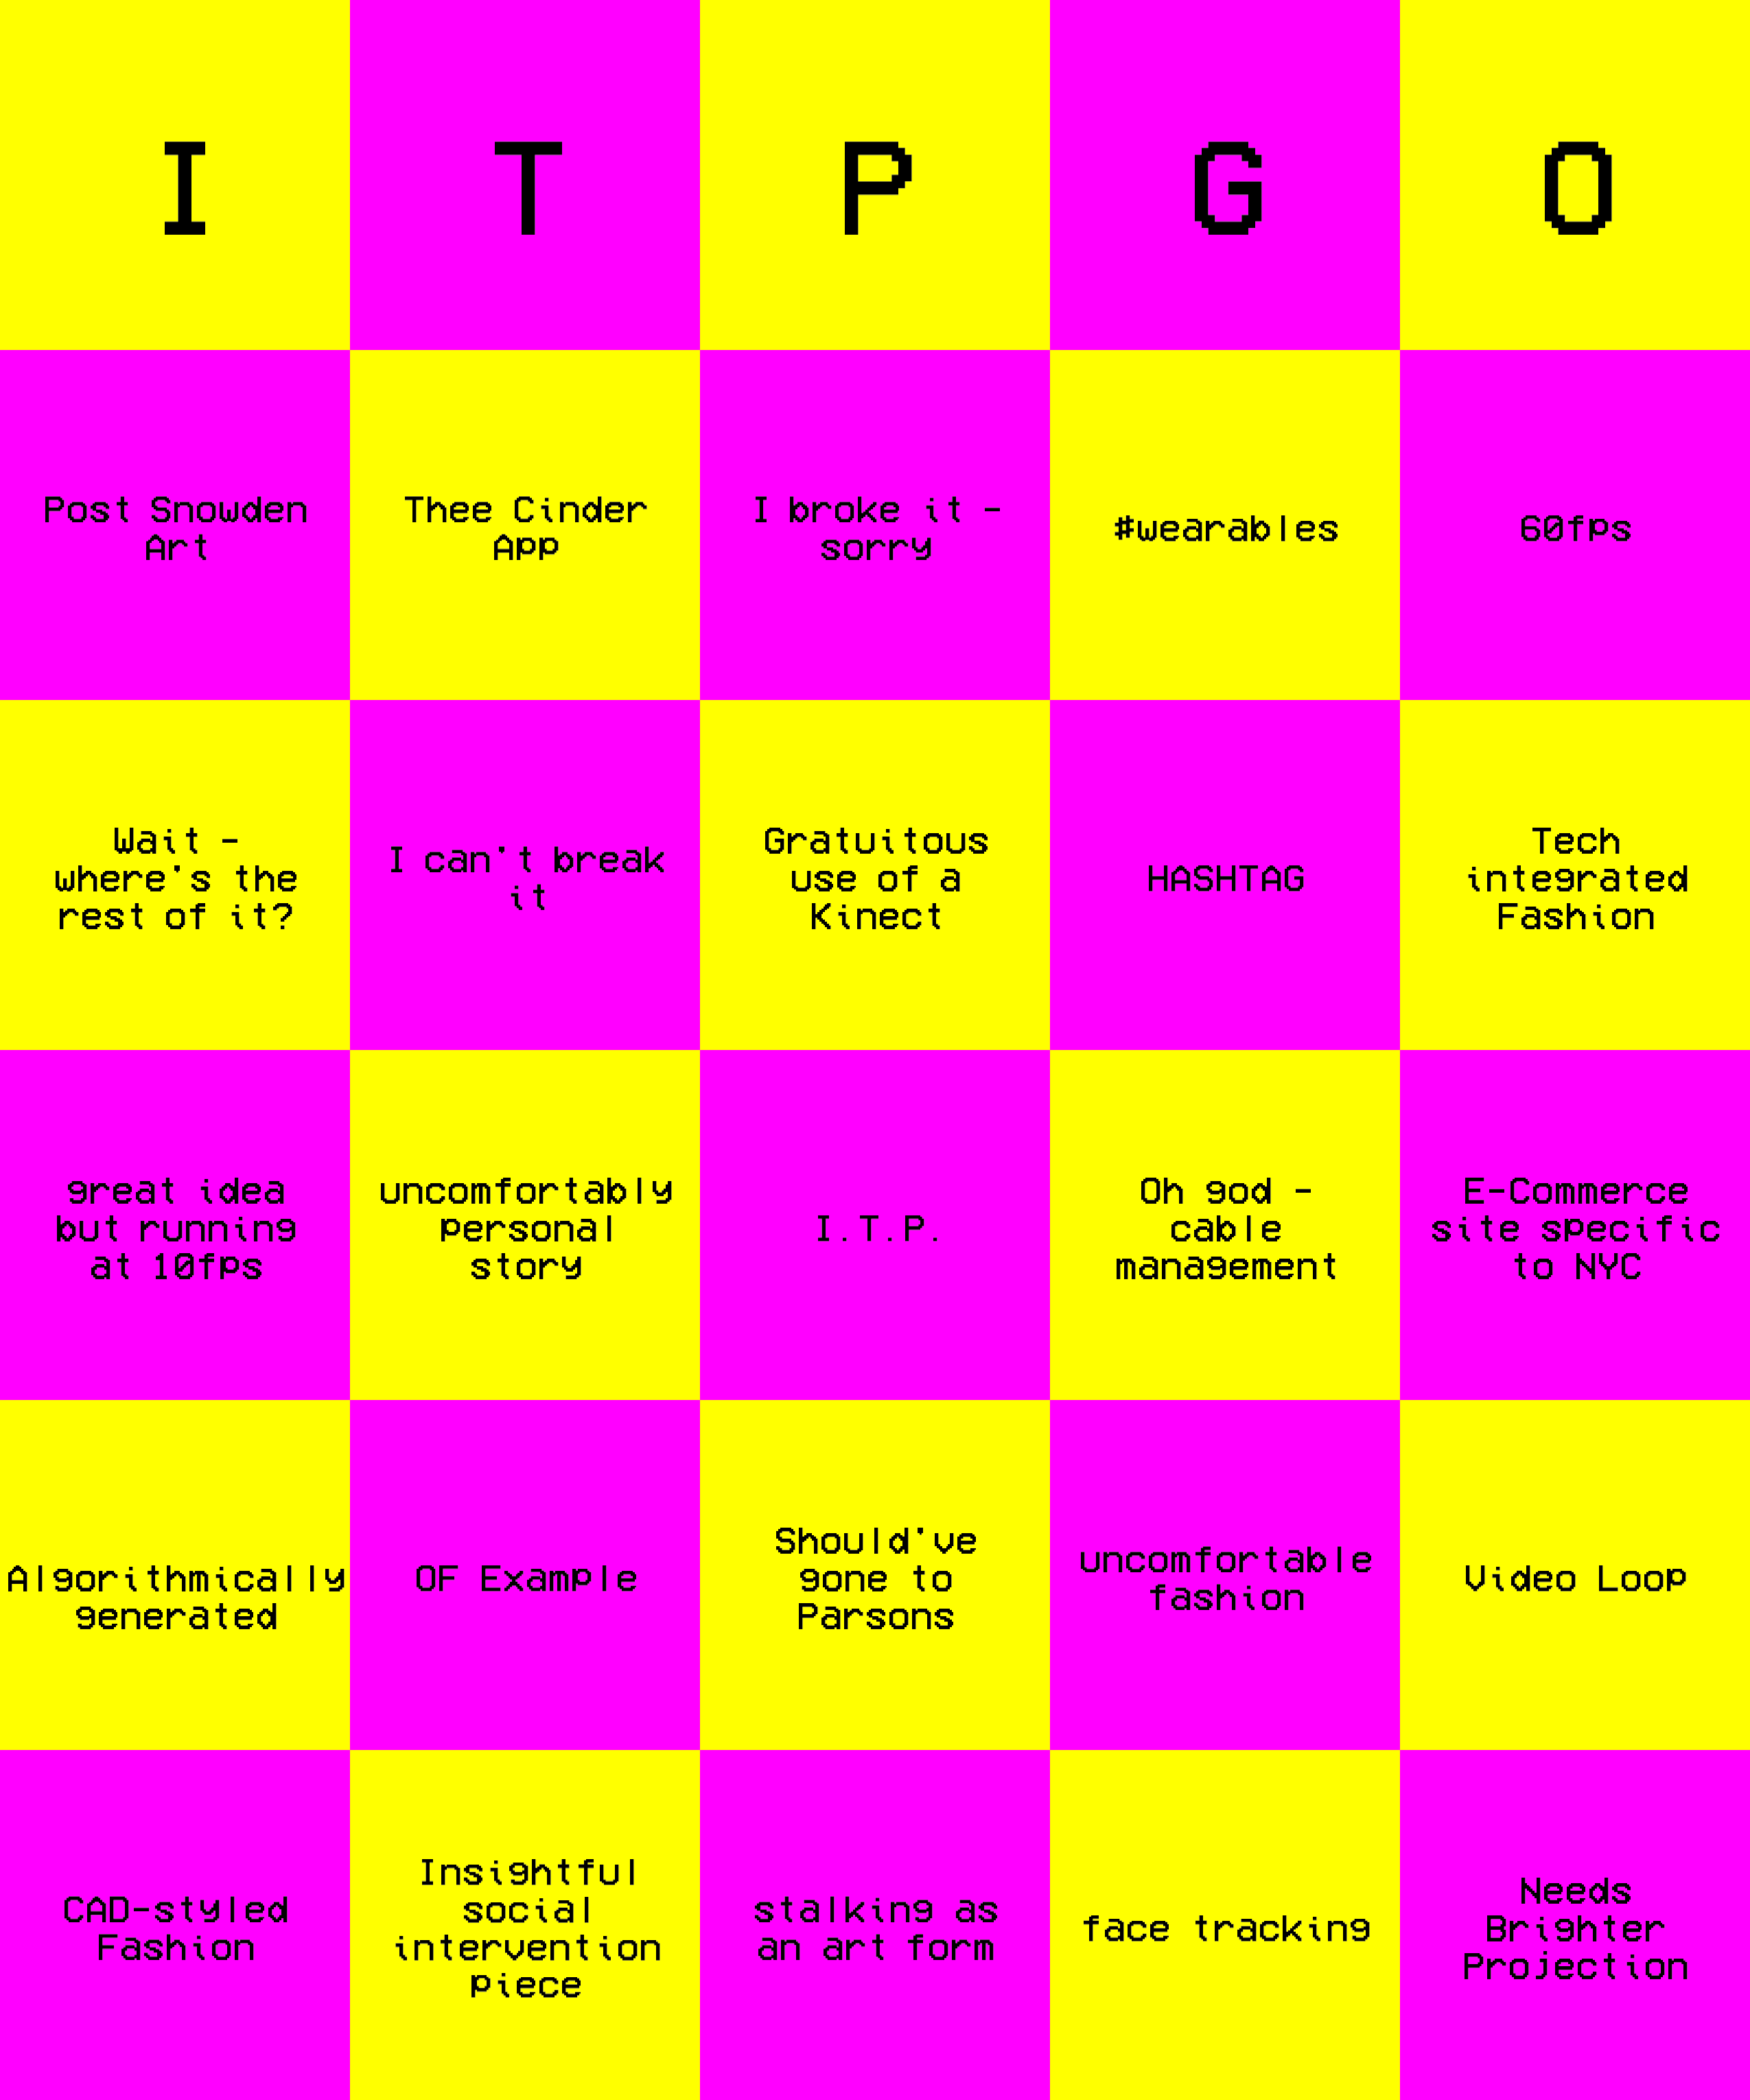 I T P G O
Post Snowden
Art
Thee Cinder
App
I broke it -
sorry
#wearables
60fps
Wait -
where's the
rest of it?
I can't break
it
Gratuitous
use of a
Kinect
HASHTAG
Tech
integrated
Fashion
great idea
but running
at 10fps
uncomfortably
personal
story
I.T.P.
Oh god -
cable
management
E-Commerce
site specific
to NYC
Algorithmically
generated
OF Example
Should've
gone to
Parsons
uncomfortable
fashion
Video Loop
CAD-styled
Fashion
Insightful
social
intervention
piece
stalking as
an art form
face tracking
Needs
Brighter
Projection